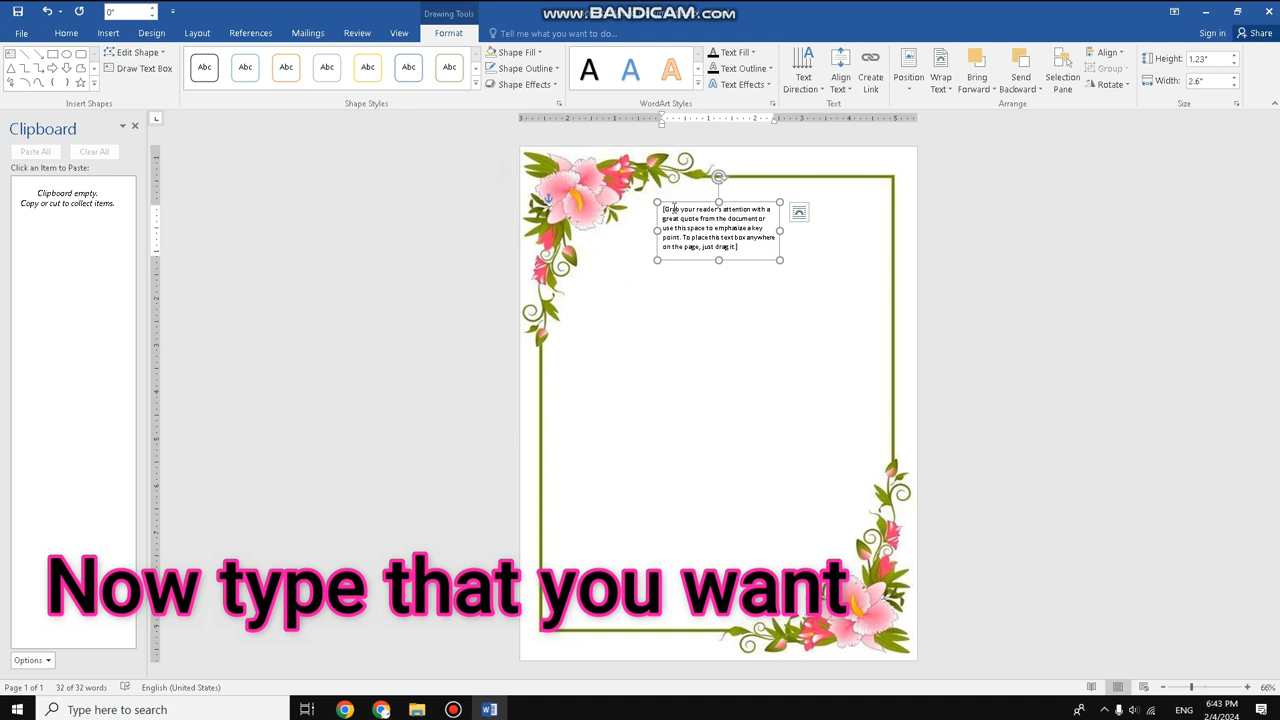 0"
Drawing Tools
www.BANDICAM.com
File
Home
Insert
Design
Layout
References
Mailings
Review
View
Format
Tell me what you want to do...
Sign in
Share
Edit Shape
Draw Text Box
Insert Shapes
Abc
Abc
Abc
Abc
Abc
Abc
Abc
Shape Styles
Shape Fill
Shape Outline
Shape Effects
A
A
A
WordArt Styles
Text Fill
Text Outline
Text Effects
Text Direction
Align Text
Create Link
Text
Position
Wrap Text
Bring Forward
Send Backward
Selection Pane
Align
Group
Rotate
Arrange
Height: 1.23"
Width: 2.6"
Size
Clipboard
Paste All
Clear All
Click an Item to Paste:
Clipboard empty.
Copy or cut to collect items.
Options
[Grab your reader's attention with a
great quote from the document or
use this space to emphasize a key
point. To place this text box anywhere
on the page, just drag it.]
Now type that you want
Page 1 of 1
32 of 32 words
English (United States)
66%
Type here to search
ENG
6:43 PM
2/4/2024